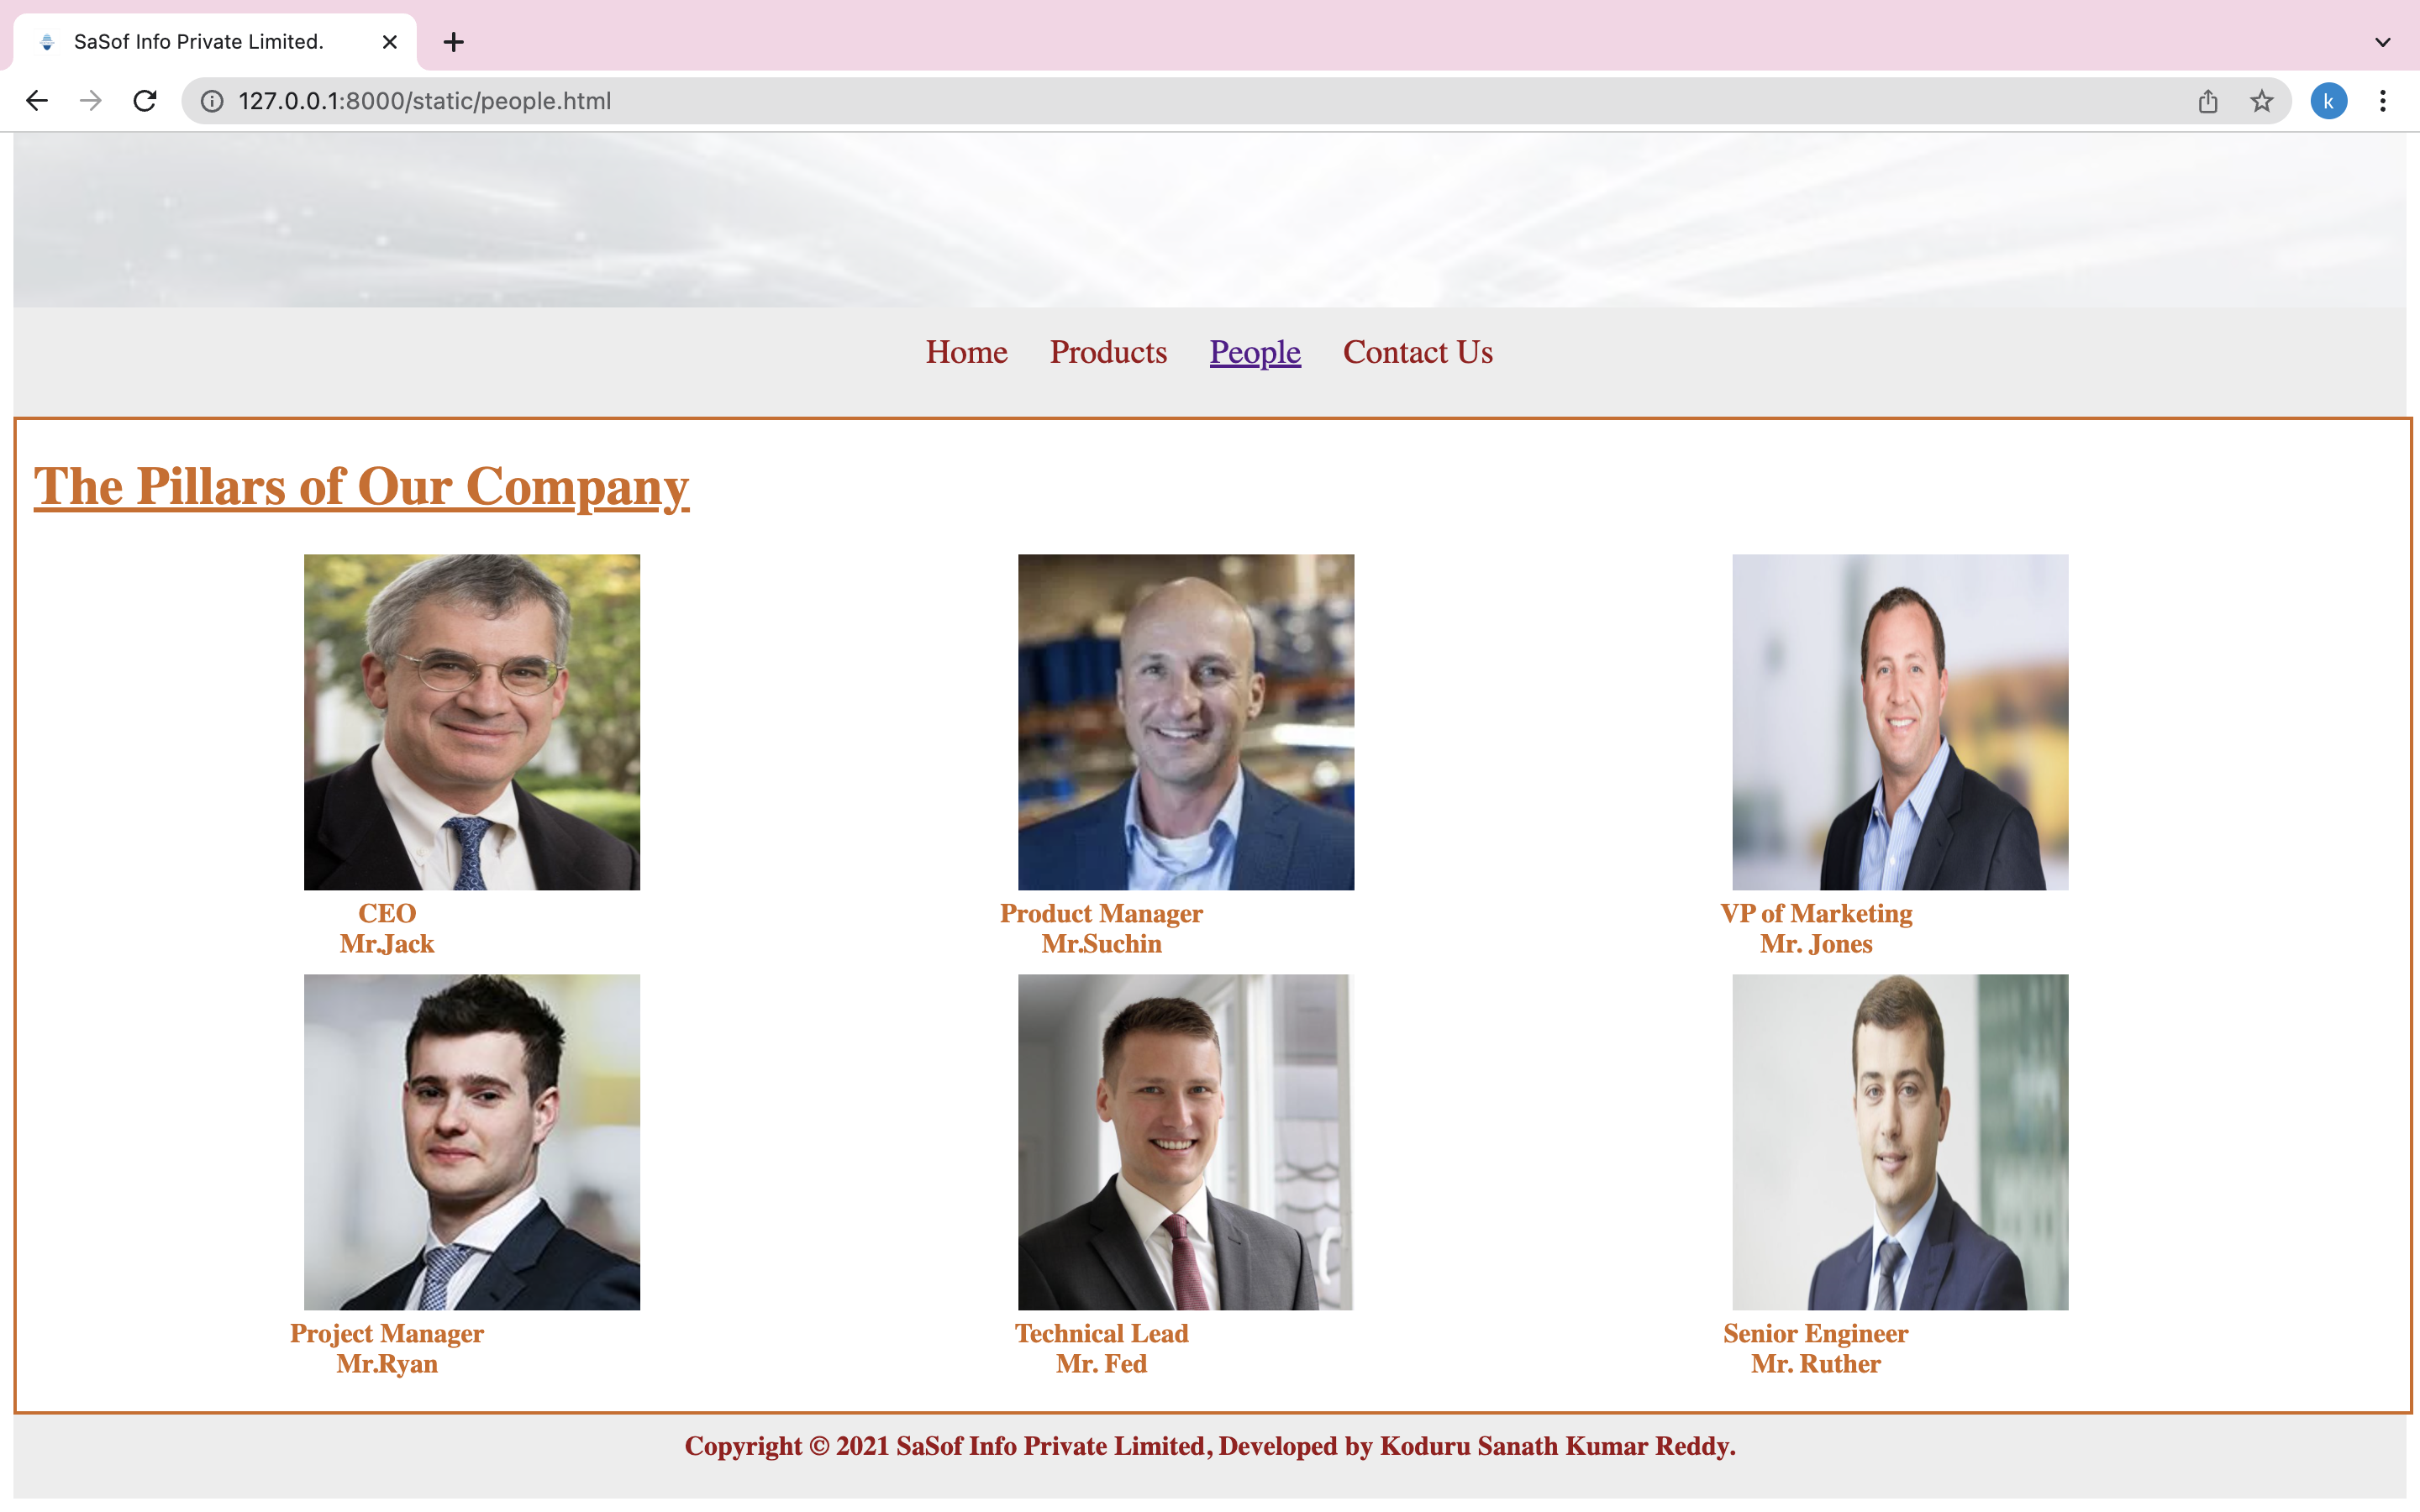 SaSof Info Private Limited.
127.0.0.1:8000/static/people.html
k
Home Products People Contact Us
The Pillars of Our Company
CEO
Mr.Jack
Product Manager
Mr.Suchin
VP of Marketing
Mr. Jones
Project Manager
Mr.Ryan
Technical Lead
Mr. Fed
Senior Engineer
Mr. Ruther
Copyright © 2021 SaSof Info Private Limited, Developed by Koduru Sanath Kumar Reddy.